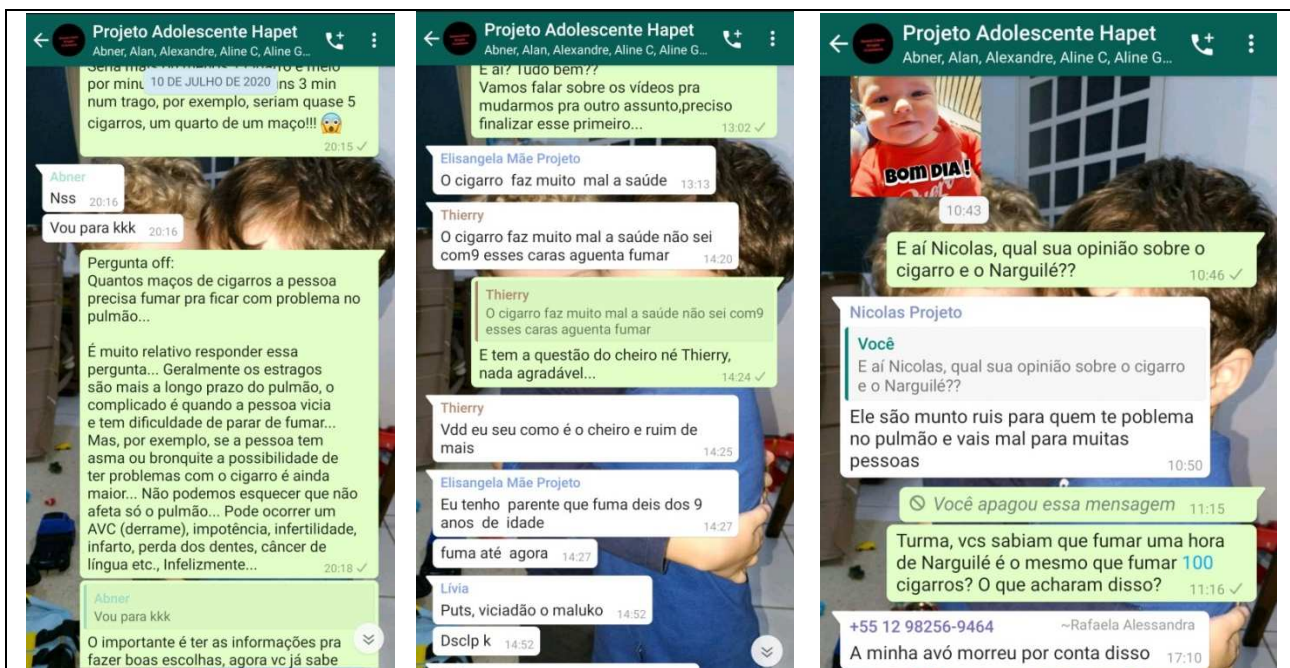 Projeto Adolescente Hapet
Abner, Alan, Alexandre, Aline C, Aline G...
10 DE JULHO DE 2020
por minu ns 3 min
num trago, por exemplo, seriam quase 5
cigarros, um quarto de um maço!!! 😱
20:15
Abner
Nss 20:16
Vou para kkk 20:16
Pergunta off:
Quantos maços de cigarros a pessoa
precisa fumar pra ficar com problema no
pulmão...
É muito relativo responder essa
pergunta... Geralmente os estragos
são mais a longo prazo do pulmão, o
complicado é quando a pessoa vicia
e tem dificuldade de parar de fumar...
Mas, por exemplo, se a pessoa tem
asma ou bronquite a possibilidade de
ter problemas com o cigarro é ainda
maior... Não podemos esquecer que não
afeta só o pulmão... Pode ocorrer um
AVC (derrame), impotência, infertilidade,
infarto, perda dos dentes, câncer de
língua etc., Infelizmente...
20:18
Abner
Vou para kkk
O importante é ter as informações pra
fazer boas escolhas, agora vc já sabe
Projeto Adolescente Hapet
Abner, Alan, Alexandre, Aline C, Aline G...
E aí? Tudo bem??
Vamos falar sobre os vídeos pra
mudarmos pra outro assunto,preciso
finalizar esse primeiro... 13:02
Elisangela Mãe Projeto
O cigarro faz muito mal a saúde 13:13
Thierry
O cigarro faz muito mal a saúde não sei
com9 esses caras aguenta fumar 14:20
Thierry
O cigarro faz muito mal a saúde não sei com9
esses caras aguenta fumar
E tem a questão do cheiro né Thierry,
nada agradável... 14:24
Thierry
Vdd eu seu como é o cheiro e ruim de
mais 14:25
Elisangela Mãe Projeto
Eu tenho parente que fuma deis dos 9
anos de idade 14:27
fuma até agora 14:27
Lívia
Puts, viciadão o maluko 14:52
Dsclp k 14:52
Projeto Adolescente Hapet
Abner, Alan, Alexandre, Aline C, Aline G...
BOM DIA!
10:43
E aí Nicolas, qual sua opinião sobre o
cigarro e o Narguilé?? 10:46
Nicolas Projeto
Você
E aí Nicolas, qual sua opinião sobre o cigarro
e o Narguilé??
Ele são munto ruis para quem te poblema
no pulmão e vais mal para muitas
pessoas 10:50
Você apagou essa mensagem 11:15
Turma, vcs sabiam que fumar uma hora
de Narguilé é o mesmo que fumar 100
cigarros? O que acharam disso? 11:16
+55 12 98256-9464 ~Rafaela Alessandra
A minha avó morreu por conta disso 17:10